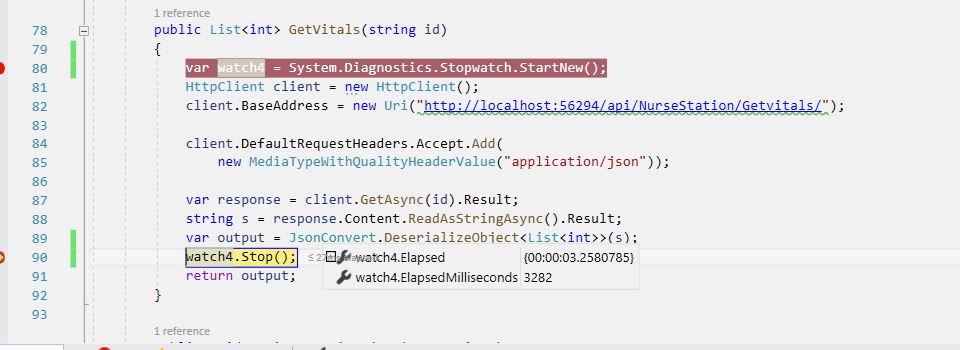 1 reference
78 public List<int> GetVitals(string id)
79 {
80 var watch4 = System.Diagnostics.Stopwatch.StartNew();
81 HttpClient client = new HttpClient();
82 client.BaseAddress = new Uri("http://localhost:56294/api/NurseStation/Getvitals/");
83
84 client.DefaultRequestHeaders.Accept.Add(
85 new MediaTypeWithQualityHeaderValue("application/json"));
86
87 var response = client.GetAsync(id).Result;
88 string s = response.Content.ReadAsStringAsync().Result;
89 var output = JsonConvert.DeserializeObject<List<int>>(s);
90 watch4.Stop(); watch4.Elapsed {00:00:03.2580785}
91 return output; watch4.ElapsedMilliseconds 3282
92 }
93
1 reference